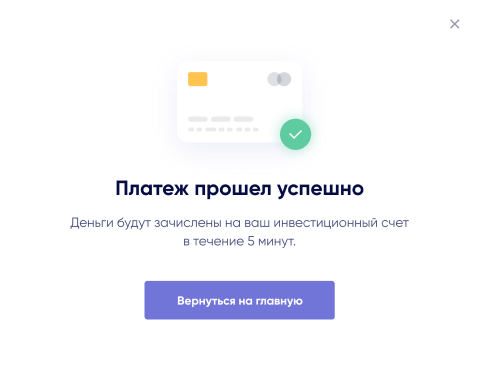 Платеж прошел успешно
Деньги будут зачислены на ваш инвестиционный счет
в течение 5 минут.
Вернуться на главную